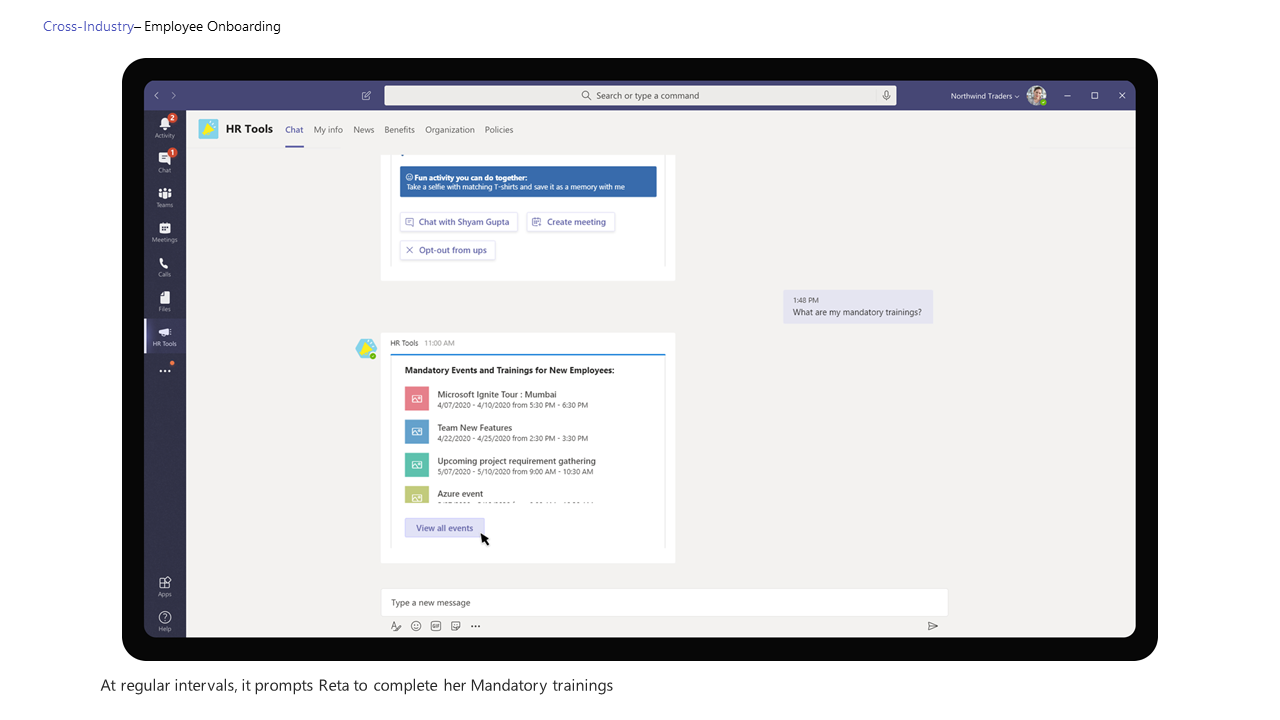 Cross-Industry– Employee Onboarding
Search or type a command
Northwind Traders
2
Activity
1
Chat
Teams
Meetings
Calls
Files
HR Tools
Apps
Help
HR Tools Chat My info News Benefits Organization Policies
Fun activity you can do together:
Take a selfie with matching T-shirts and save it as a memory with me
Chat with Shyam Gupta Create meeting
Opt-out from ups
1:48 PM
What are my mandatory trainings?
HR Tools 11:00 AM
Mandatory Events and Trainings for New Employees:
Microsoft Ignite Tour : Mumbai
4/07/2020 - 4/10/2020 from 5:30 PM - 6:30 PM
Team New Features
4/22/2020 - 4/25/2020 from 2:30 PM - 3:30 PM
Upcoming project requirement gathering
5/07/2020 - 5/10/2020 from 9:00 AM - 10:30 AM
Azure event
View all events
Type a new message
GIF
At regular intervals, it prompts Reta to complete her Mandatory trainings